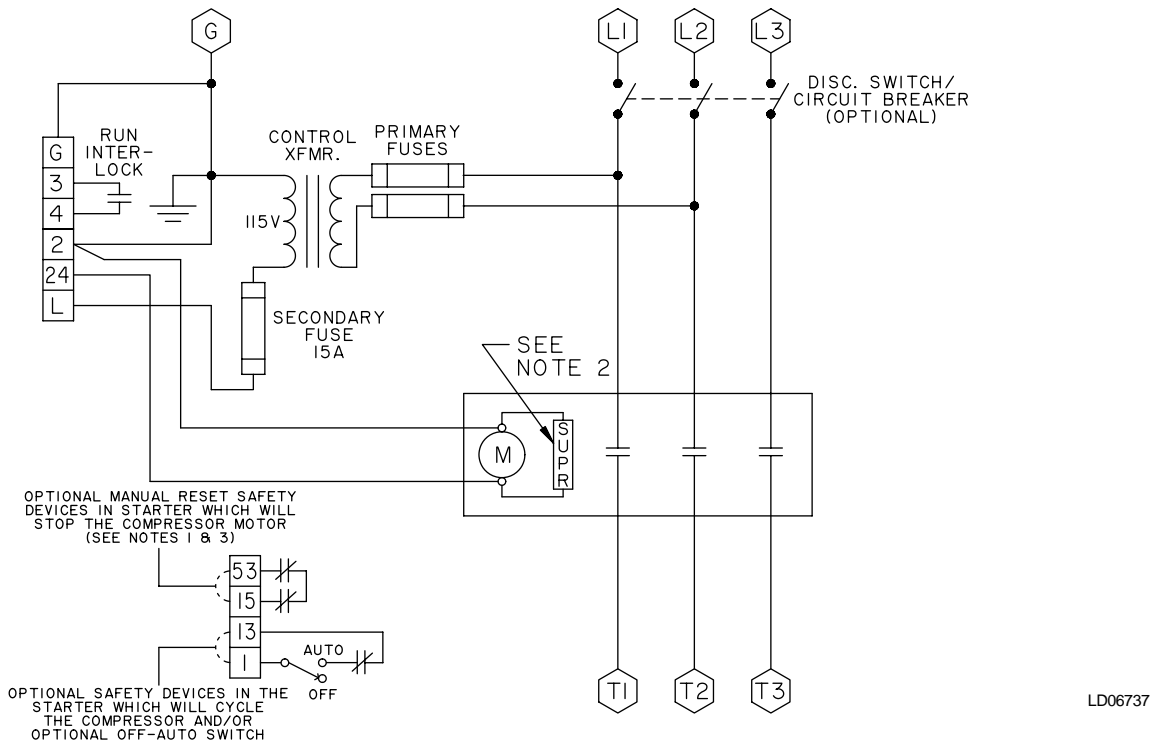 G
L1
L2
L3
DISC. SWITCH/
CIRCUIT BREAKER
(OPTIONAL)
RUN
INTER-
LOCK
CONTROL
XFMR.
PRIMARY
FUSES
G
3
4
2
24
L
115V
SECONDARY
FUSE
15A
SEE
NOTE 2
M
SUPR
OPTIONAL MANUAL RESET SAFETY
DEVICES IN STARTER WHICH WILL
STOP THE COMPRESSOR MOTOR
(SEE NOTES 1 & 3)
53
15
13
1
AUTO
OFF
OPTIONAL SAFETY DEVICES IN THE
STARTER WHICH WILL CYCLE
THE COMPRESSOR AND/OR
OPTIONAL OFF-AUTO SWITCH
T1
T2
T3
LD06737